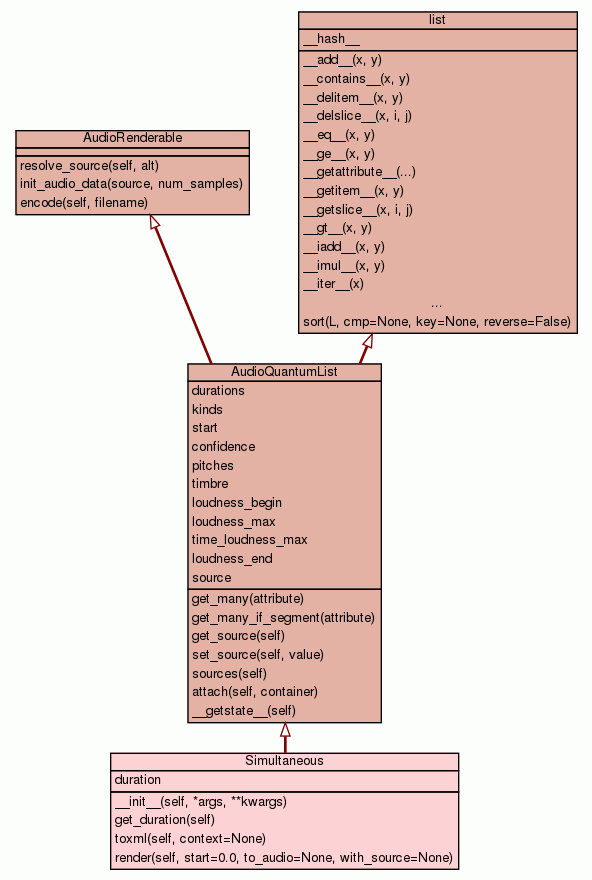 list
__hash__
__add__(x, y)
__contains__(x, y)
__delitem__(x, y)
__delslice__(x, i, j)
__eq__(x, y)
__ge__(x, y)
__getattribute__(...)
__getitem__(x, y)
__getslice__(x, i, j)
__gt__(x, y)
__iadd__(x, y)
__imul__(x, y)
__iter__(x)
...
sort(L, cmp=None, key=None, reverse=False)
AudioRenderable
resolve_source(self, alt)
init_audio_data(source, num_samples)
encode(self, filename)
AudioQuantumList
durations
kinds
start
confidence
pitches
timbre
loudness_begin
loudness_max
time_loudness_max
loudness_end
source
get_many(attribute)
get_many_if_segment(attribute)
get_source(self)
set_source(self, value)
sources(self)
attach(self, container)
__getstate__(self)
Simultaneous
duration
__init__(self, *args, **kwargs)
get_duration(self)
toxml(self, context=None)
render(self, start=0.0, to_audio=None, with_source=None)